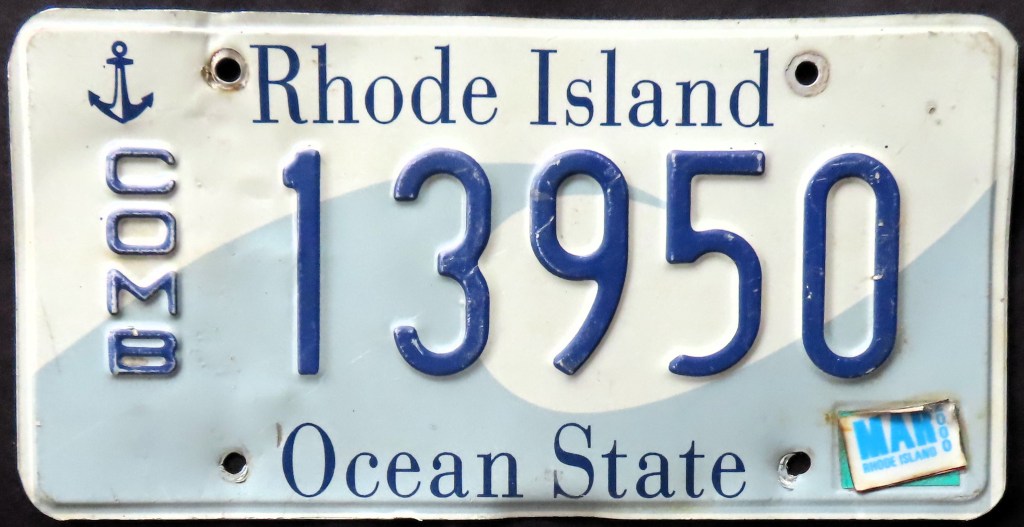 Rhode Island
COMB
13950
Ocean State
MAR
RHODE ISLAND